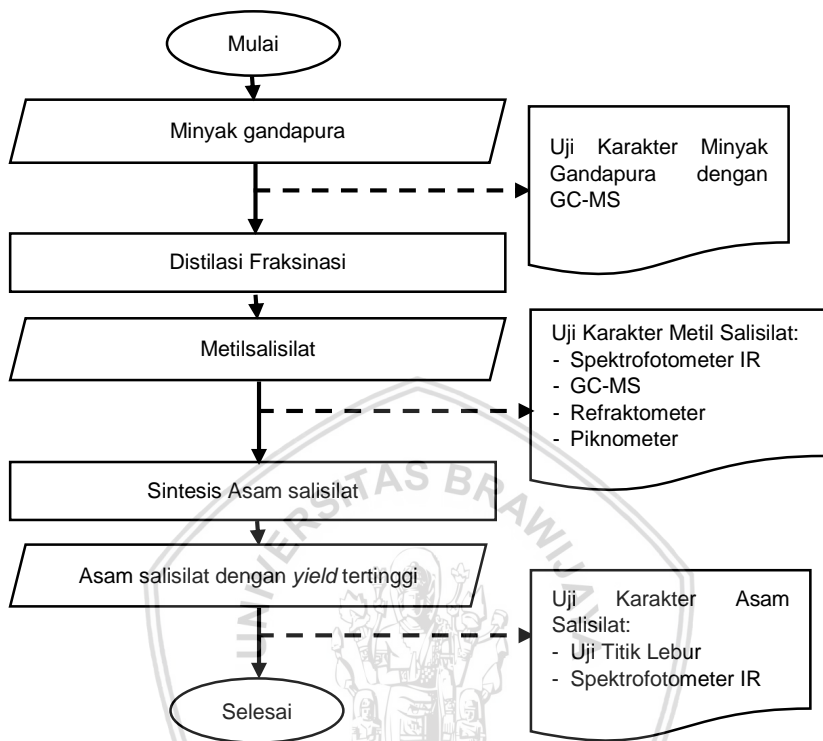 Mulai
Minyak gandapura
Uji Karakter Minyak
Gandapura dengan
GC-MS
Distilasi Fraksinasi
Metilsalisilat
Uji Karakter Metil Salisilat:
- Spektrofotometer IR
- GC-MS
- Refraktometer
- Piknometer
Sintesis Asam salisilat
Asam salisilat dengan yield tertinggi
Uji Karakter Asam
Salisilat:
- Uji Titik Lebur
- Spektrofotometer IR
Selesai
UNIVERSITAS BRAWIJAYA